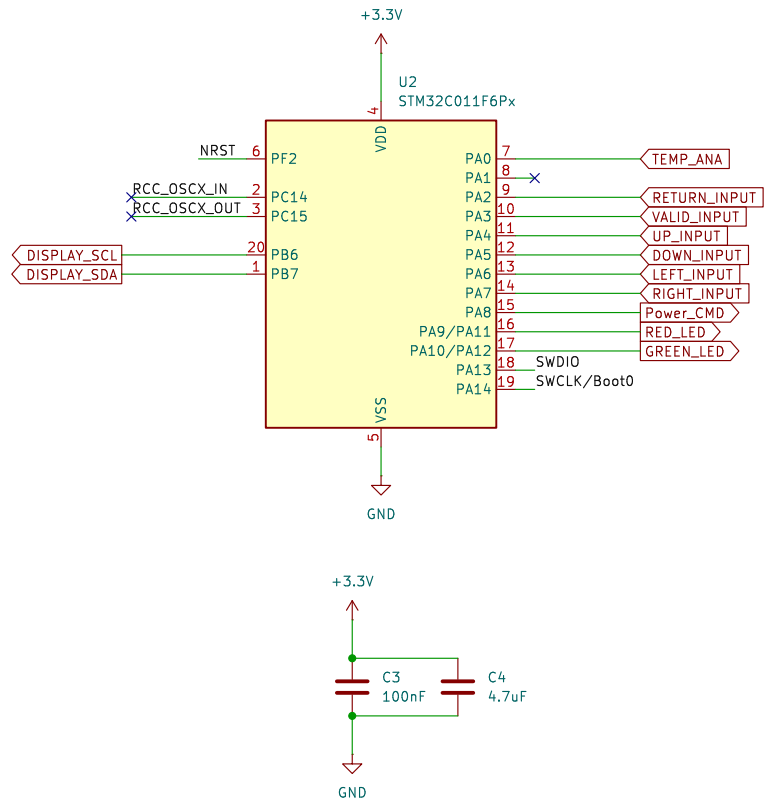 +3.3V
U2
STM32C011F6Px
4
VDD
NRST 6 PF2 PA0 7 TEMP_ANA
PA1 8
RCC_OSCX_IN 2 PC14 PA2 9 RETURN_INPUT
RCC_OSCX_OUT 3 PC15 PA3 10 VALID_INPUT
PA4 11 UP_INPUT
DISPLAY_SCL 20 PB6 PA5 12 DOWN_INPUT
DISPLAY_SDA 1 PB7 PA6 13 LEFT_INPUT
PA7 14 RIGHT_INPUT
PA8 15 Power_CMD
PA9/PA11 16 RED_LED
PA10/PA12 17 GREEN_LED
PA13 18 SWDIO
PA14 19 SWCLK/Boot0
VSS
5
GND
+3.3V
C3
100nF
C4
4.7uF
GND